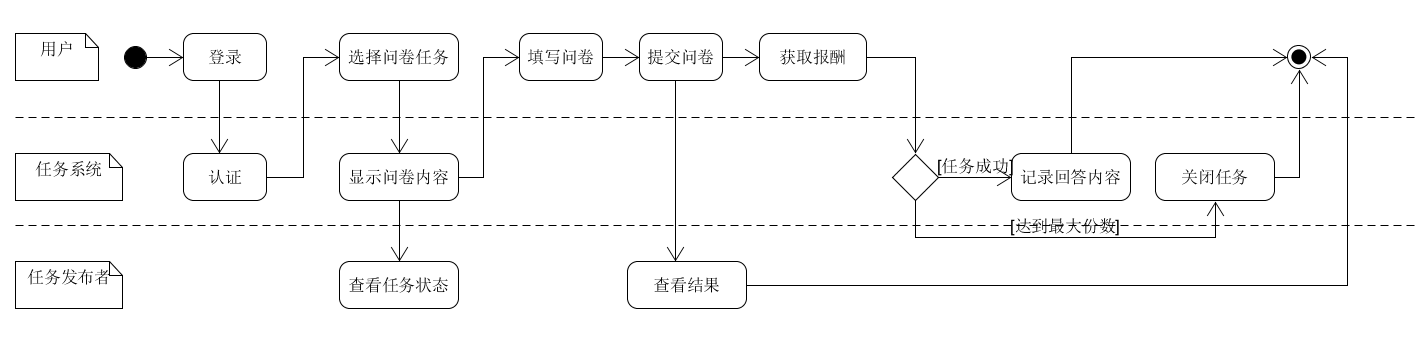 用户
登录
选择问卷任务
填写问卷
提交问卷
获取报酬
任务系统
认证
显示问卷内容
[任务成功]
记录回答内容
关闭任务
[达到最大份数]
任务发布者
查看任务状态
查看结果